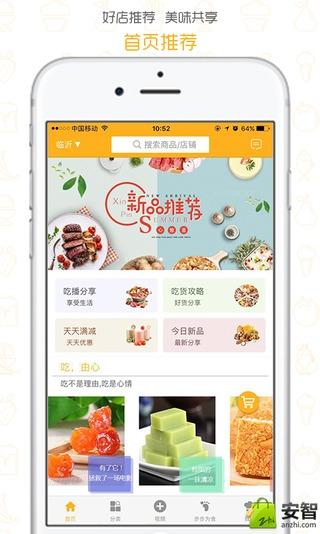 好店推荐 美味共享
首页推荐
中国移动
10:52
64%
临沂
搜索商品/店铺
Xin
Pin
新品推荐
NEW ARRIVAL
SUMMER
心 惊 喜
吃播分享
享受生活
吃货攻略
好货分享
天天满减
天天优惠
今日新品
最新分享
吃，由心
吃不是理由,吃是心情
有了它!
拯救了一场电影
一抹清凉
首页
分类
视频
步步为食
安智
anzhi.com
zhi